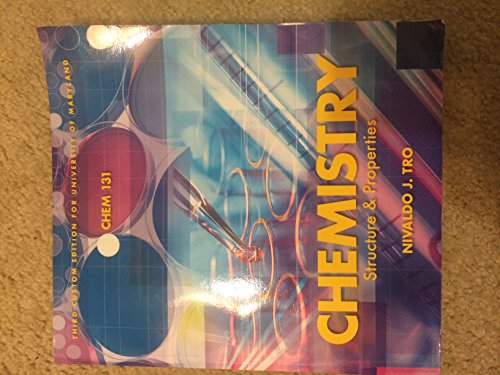 THIRD CUSTOM EDITION FOR UNIVERSITY OF MARYLAND
CHEM 131
CHEMISTRY
Structure & Properties
NIVALDO J. TRO